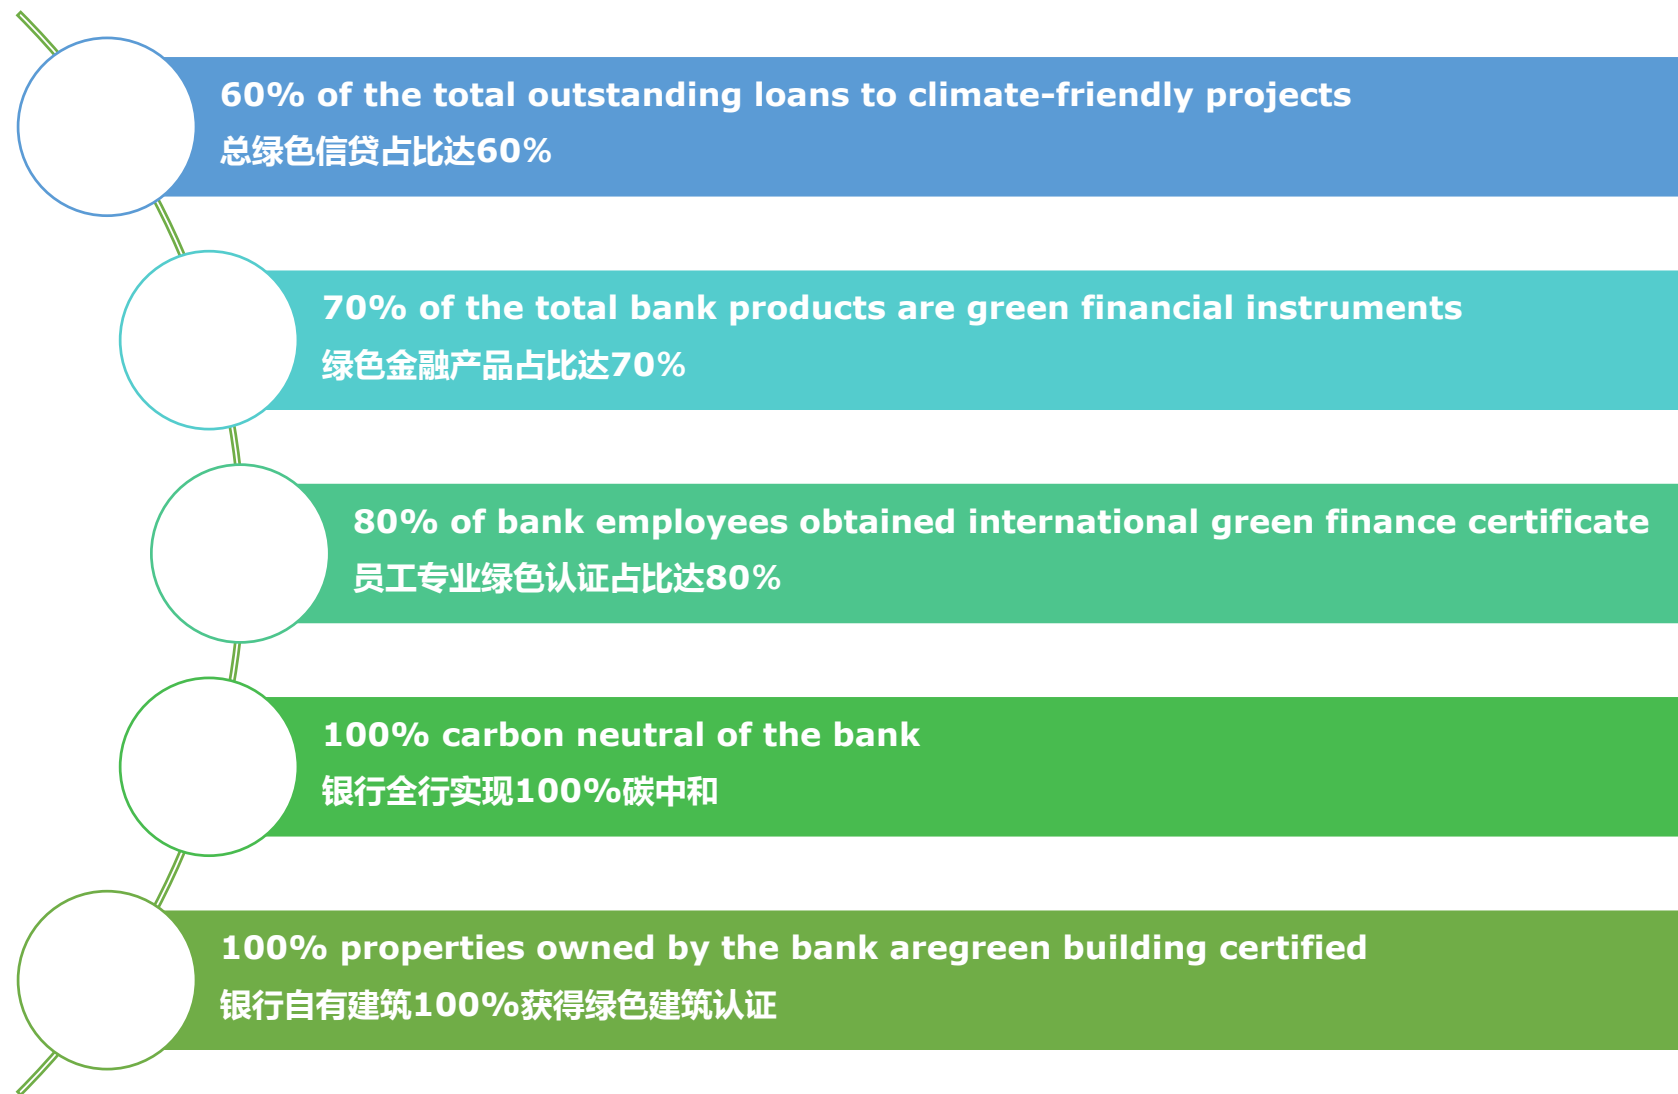 60% of the total outstanding loans to climate-friendly projects
总绿色信贷占比达60%
70% of the total bank products are green financial instruments
绿色金融产品占比达70%
80% of bank employees obtained international green finance certificate
员工专业绿色认证占比达80%
100% carbon neutral of the bank
银行全行实现100%碳中和
100% properties owned by the bank aregreen building certified
银行自有建筑100%获得绿色建筑认证